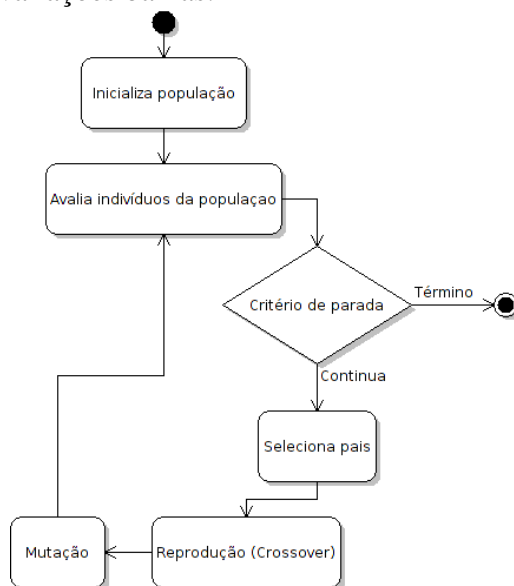 Inicializa população
Avalia indivíduos da populaçao
Critério de parada
Término
Continua
Seleciona pais
Reprodução (Crossover)
Mutação